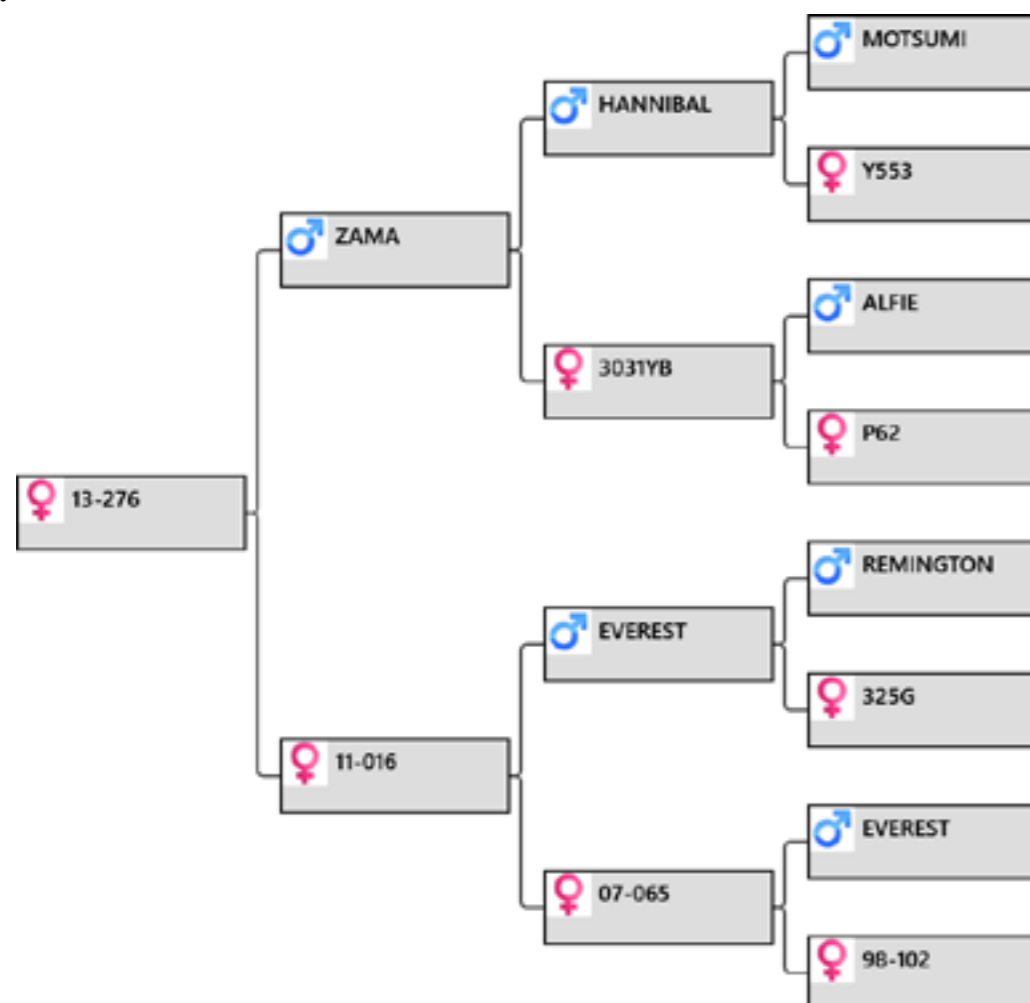 MOTSUMI
HANNIBAL
Y553
ZAMA
ALFIE
3031YB
P62
13-276
REMINGTON
EVEREST
325G
11-016
EVEREST
07-065
98-102